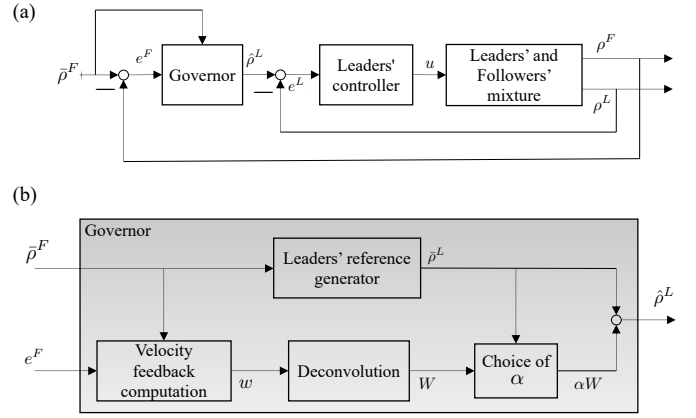 (a)
ρ̄^F
e^F
Governor
ρ̂^L
e^L
Leaders'
controller
u
Leaders' and
Followers'
mixture
ρ^F
ρ^L
(b)
Governor
ρ̄^F
Leaders' reference
generator
ρ̄^L
ρ̂^L
e^F
Velocity
feedback
computation
w
Deconvolution
W
Choice of
α
αW